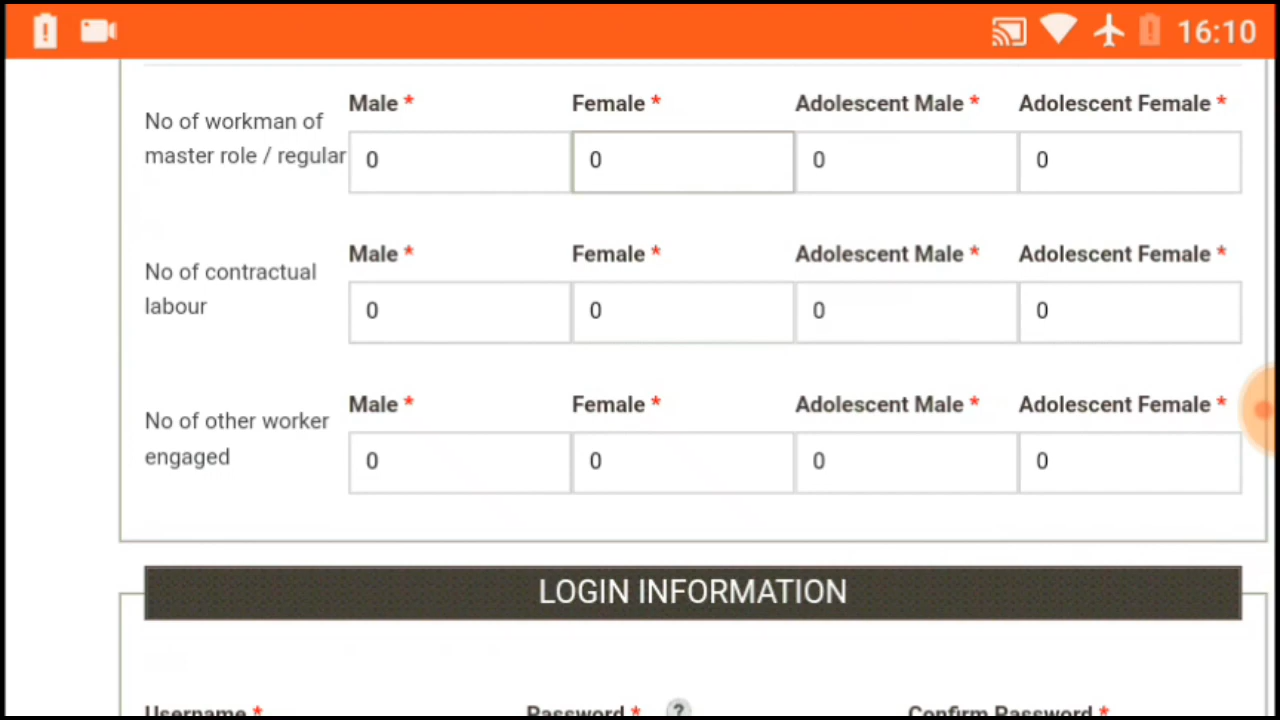 16:10
Male * Female * Adolescent Male * Adolescent Female *
No of workman of
master role / regular 0 0 0 0
Male * Female * Adolescent Male * Adolescent Female *
No of contractual
labour 0 0 0 0
Male * Female * Adolescent Male * Adolescent Female *
No of other worker
engaged 0 0 0 0
LOGIN INFORMATION
Username * Password * ? Confirm Password *